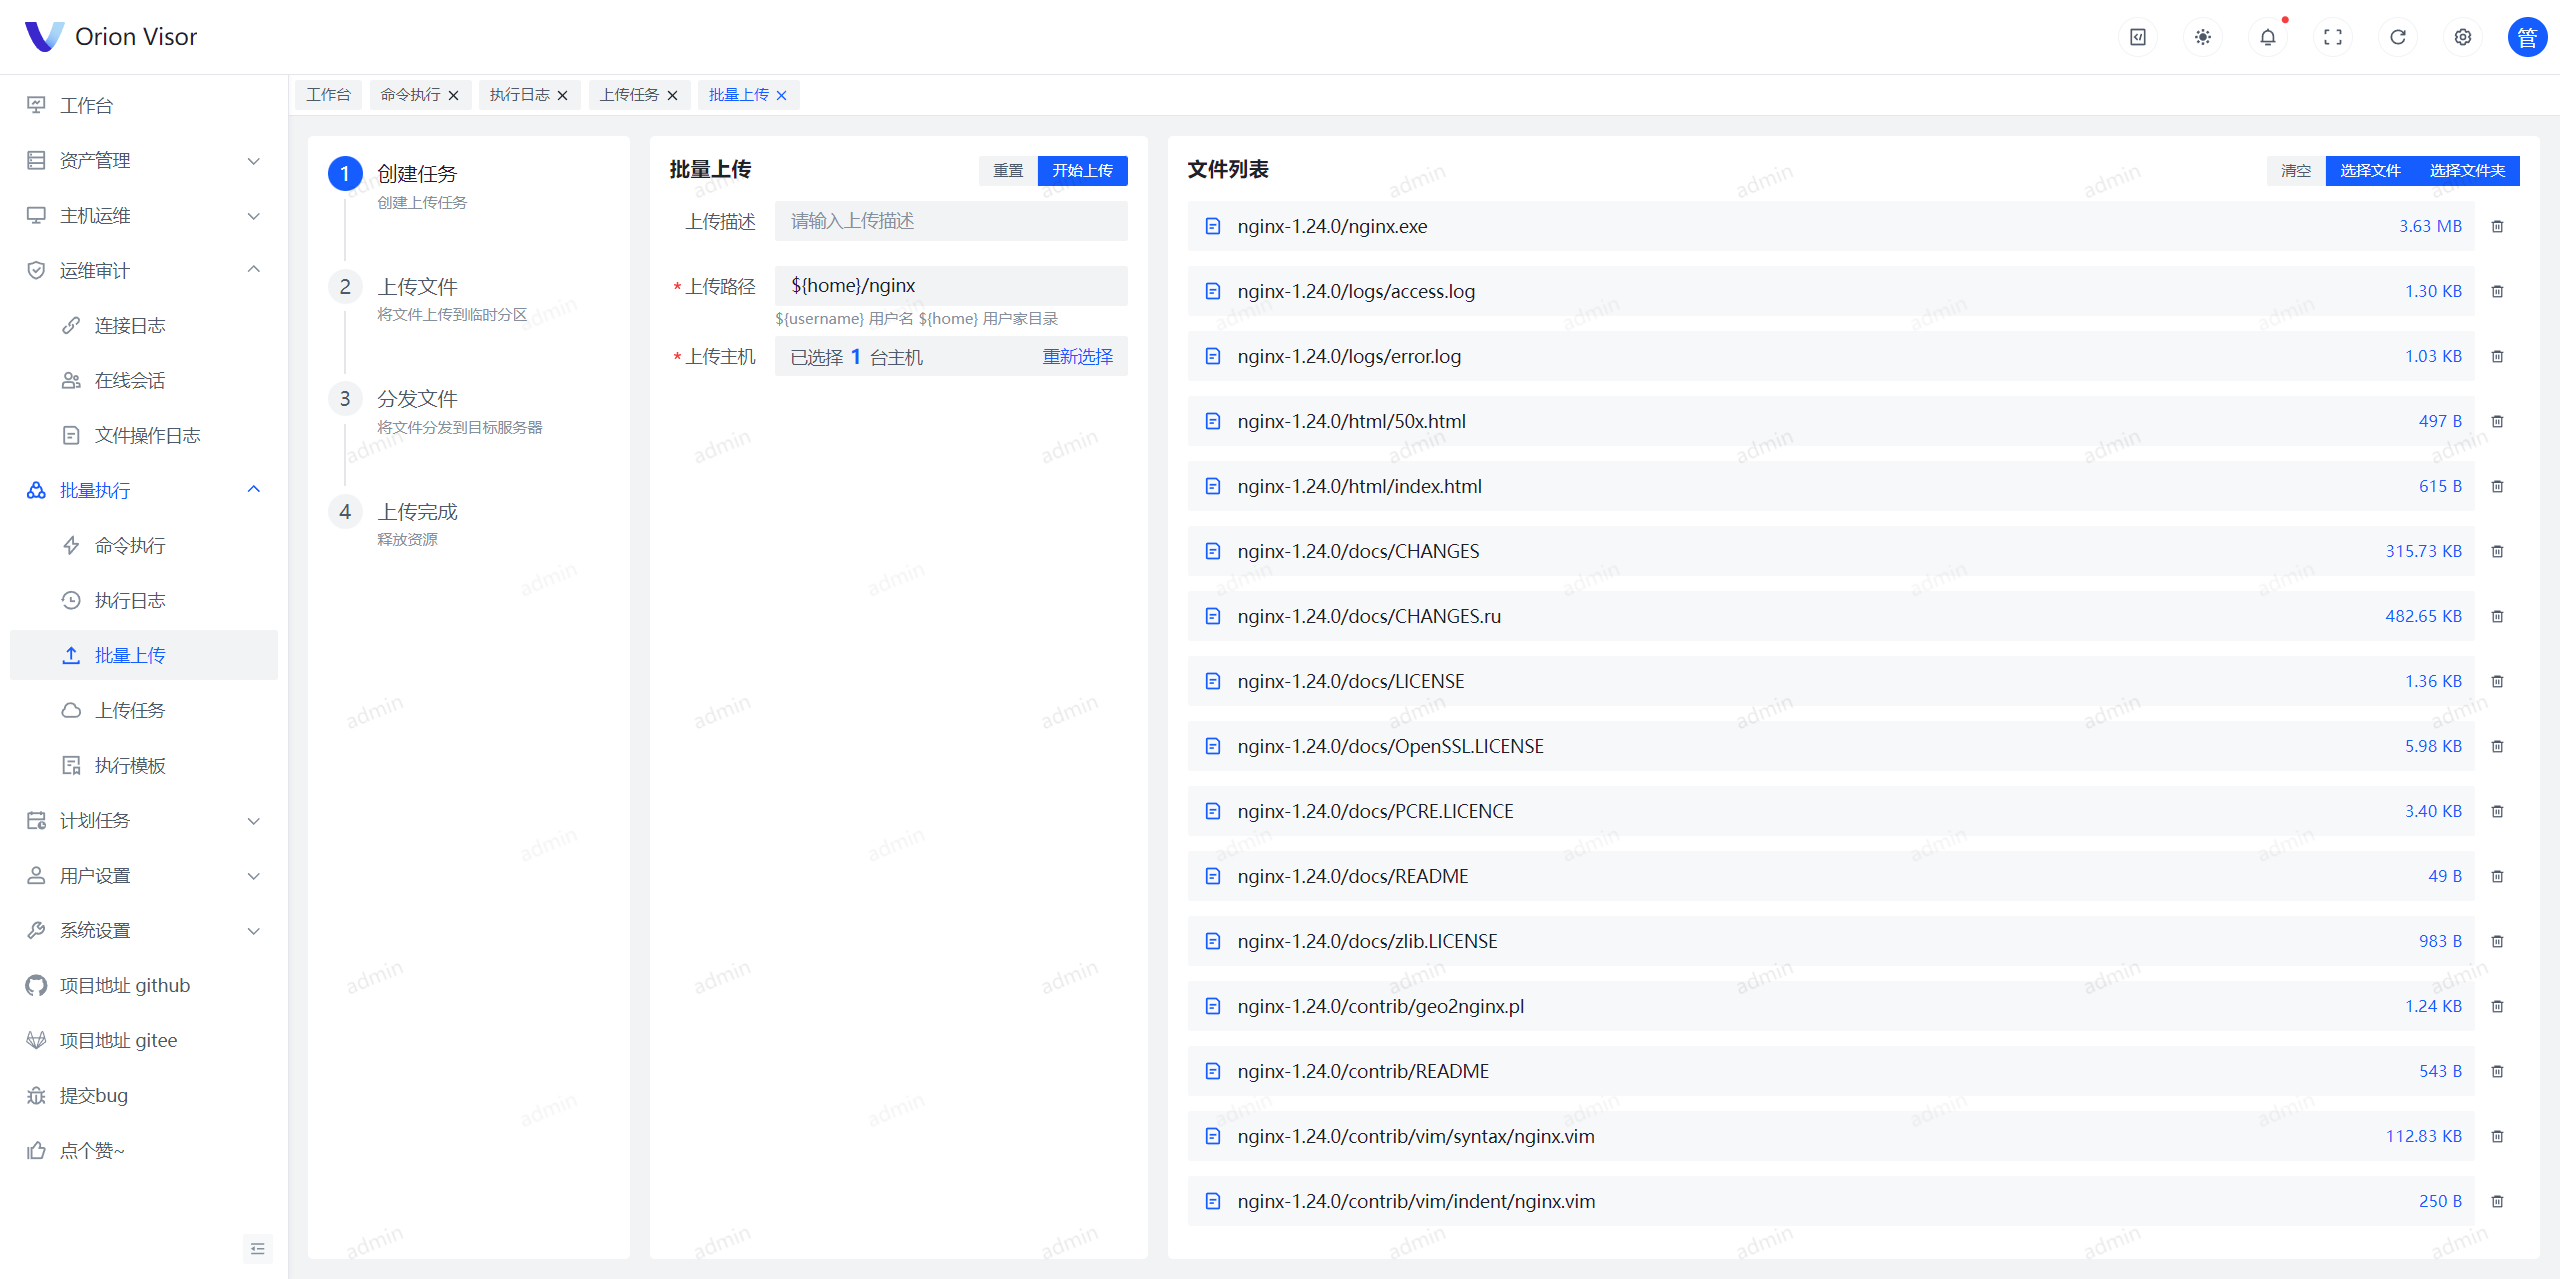 Orion Visor
管
工作台
资产管理
主机运维
运维审计
连接日志
在线会话
文件操作日志
批量执行
命令执行
执行日志
批量上传
上传任务
执行模板
计划任务
用户设置
系统设置
项目地址 github
项目地址 gitee
提交bug
点个赞~
工作台
命令执行
执行日志
上传任务
批量上传
1 创建任务
创建上传任务
2 上传文件
将文件上传到临时分区
3 分发文件
将文件分发到目标服务器
4 上传完成
释放资源
批量上传 重置 开始上传
上传描述 请输入上传描述
* 上传路径 ${home}/nginx
${username} 用户名 ${home} 用户家目录
* 上传主机 已选择 1 台主机 重新选择
文件列表 清空 选择文件 选择文件夹
nginx-1.24.0/nginx.exe 3.63 MB
nginx-1.24.0/logs/access.log 1.30 KB
nginx-1.24.0/logs/error.log 1.03 KB
nginx-1.24.0/html/50x.html 497 B
nginx-1.24.0/html/index.html 615 B
nginx-1.24.0/docs/CHANGES 315.73 KB
nginx-1.24.0/docs/CHANGES.ru 482.65 KB
nginx-1.24.0/docs/LICENSE 1.36 KB
nginx-1.24.0/docs/OpenSSL.LICENSE 5.98 KB
nginx-1.24.0/docs/PCRE.LICENCE 3.40 KB
nginx-1.24.0/docs/README 49 B
nginx-1.24.0/docs/zlib.LICENSE 983 B
nginx-1.24.0/contrib/geo2nginx.pl 1.24 KB
nginx-1.24.0/contrib/README 543 B
nginx-1.24.0/contrib/vim/syntax/nginx.vim 112.83 KB
nginx-1.24.0/contrib/vim/indent/nginx.vim 250 B
admin